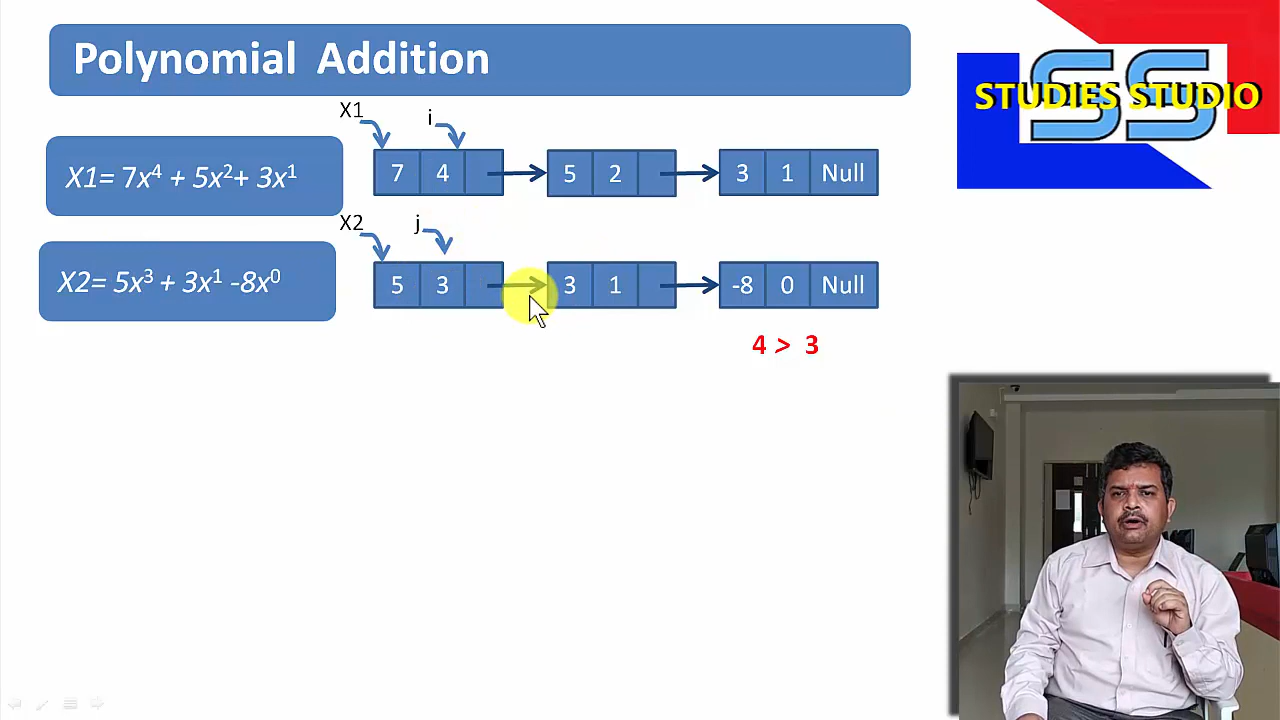 Polynomial Addition
STUDIES STUDIO
SS
X1 i
X1= 7x⁴ + 5x²+ 3x¹
7 4 5 2 3 1 Null
X2 j
X2= 5x³ + 3x¹ -8x⁰
5 3 3 1 -8 0 Null
4 > 3